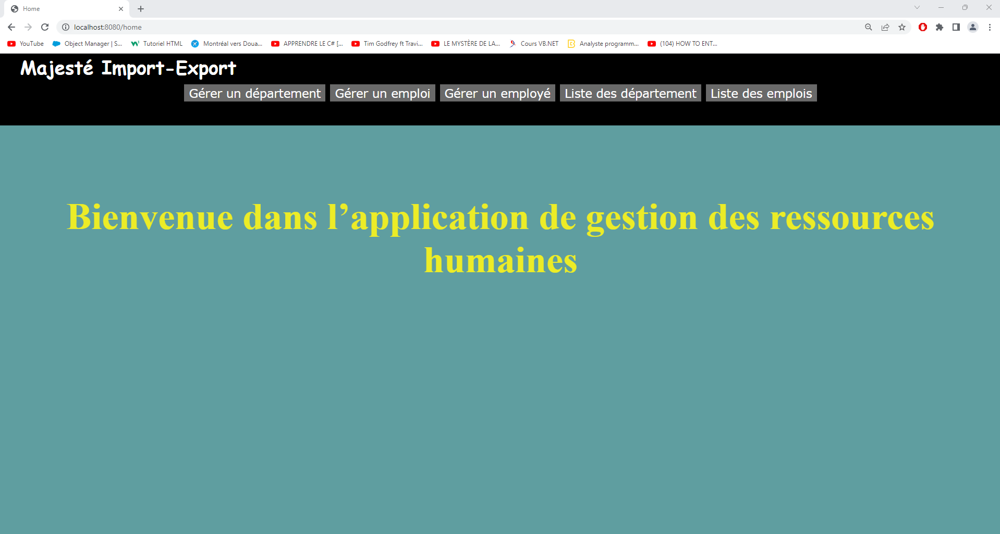 Home
localhost:8080/home
YouTube
Object Manager | S...
Tutoriel HTML
Montréal vers Doua...
APPRENDRE LE C# [...
Tim Godfrey ft Travi...
LE MYSTÈRE DE LA...
Cours VB.NET
Analyste programm...
(104) HOW TO ENT...
Majesté Import-Export
Gérer un département
Gérer un emploi
Gérer un employé
Liste des département
Liste des emplois
Bienvenue dans l’application de gestion des ressources
humaines